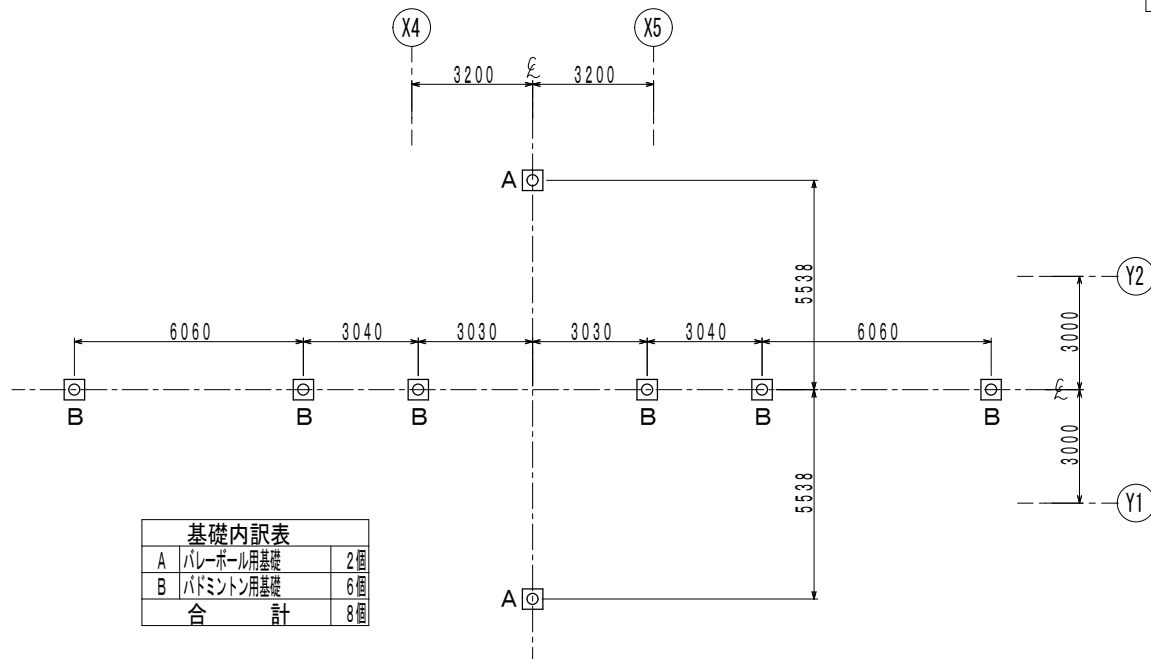 X4 X5
3200 ℄ 3200
A
5538
Y2
6060 3040 3030 3030 3040 6060
3000
℄
B B B B B B
3000
5538
Y1
基礎内訳表
A バレーボール用基礎 2個
B バドミントン用基礎 6個
合計 8個
A